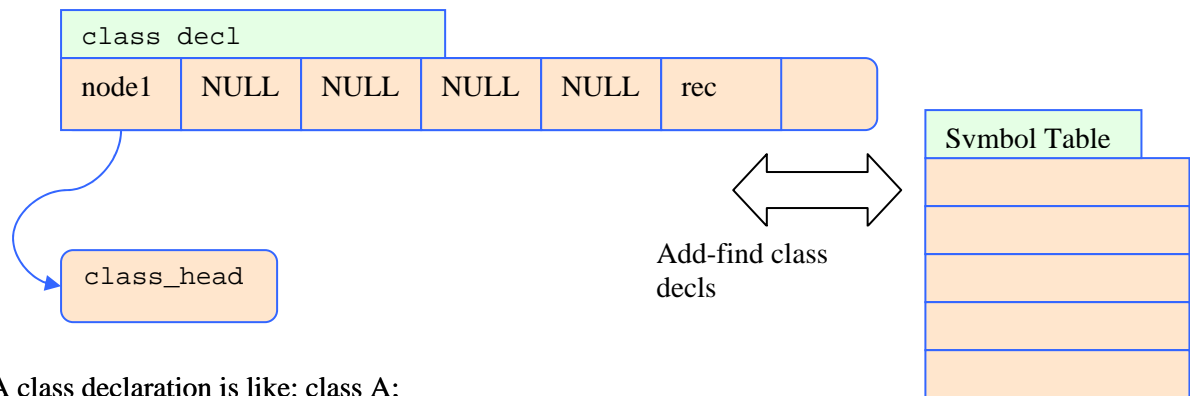 class decl
node1 NULL NULL NULL NULL rec
Symbol Table
class_head
Add-find class
decls
A class declaration is like: class A;